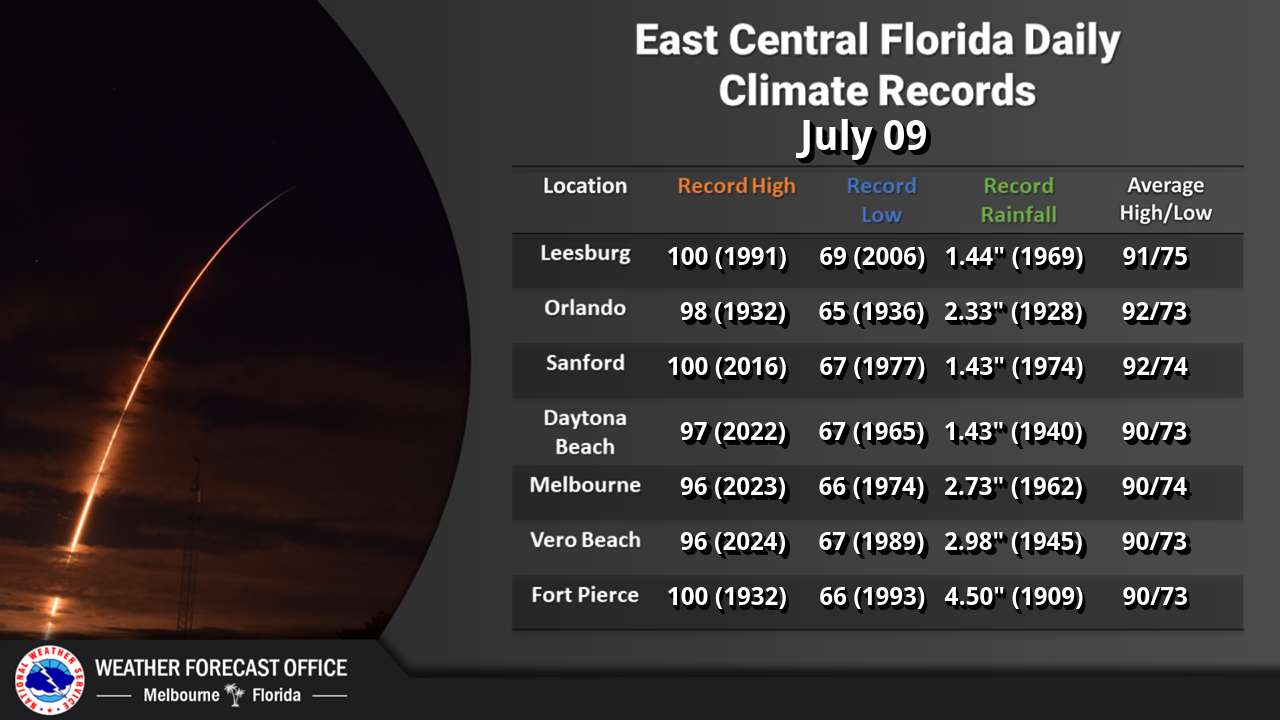 East Central Florida Daily
Climate Records
July 09
Location Record High Record Low Record Rainfall Average High/Low
Leesburg 100 (1991) 69 (2006) 1.44" (1969) 91/75
Orlando 98 (1932) 65 (1936) 2.33" (1928) 92/73
Sanford 100 (2016) 67 (1977) 1.43" (1974) 92/74
Daytona Beach 97 (2022) 67 (1965) 1.43" (1940) 90/73
Melbourne 96 (2023) 66 (1974) 2.73" (1962) 90/74
Vero Beach 96 (2024) 67 (1989) 2.98" (1945) 90/73
Fort Pierce 100 (1932) 66 (1993) 4.50" (1909) 90/73
NATIONAL WEATHER SERVICE
WEATHER FORECAST OFFICE
Melbourne Florida